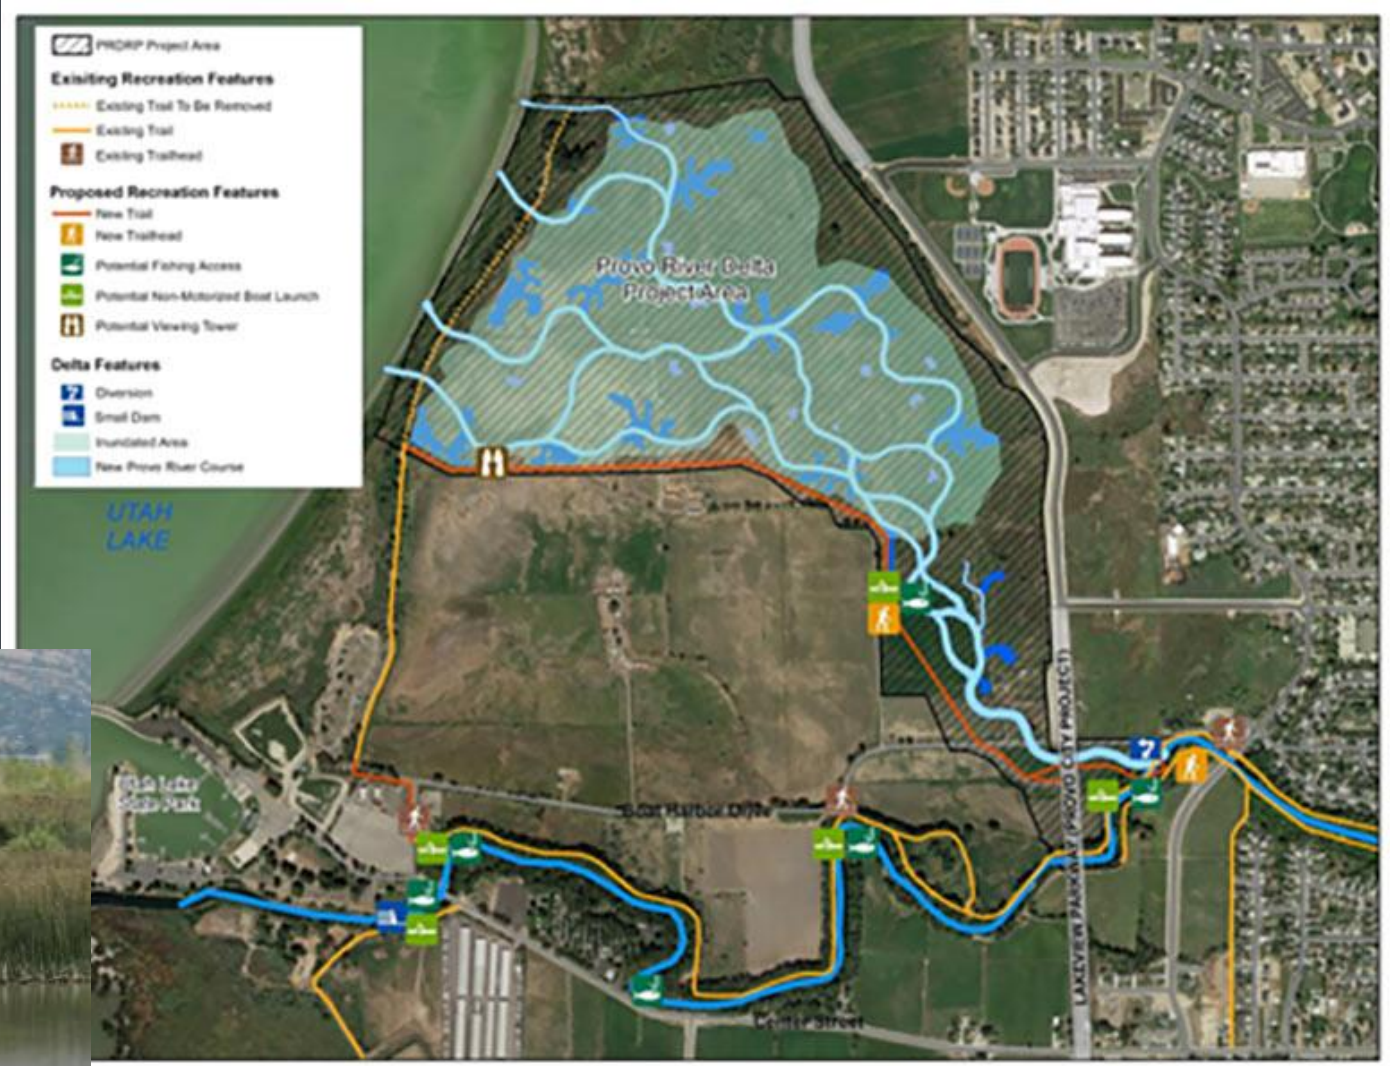 PRDRP Project Area
Exisiting Recreation Features
Existing Trail To Be Removed
Existing Trail
Existing Trailhead
Proposed Recreation Features
New Trail
New Trailhead
Potential Fishing Access
Potential Non-Motorized Boat Launch
Potential Viewing Tower
Delta Features
Diversion
Small Dam
Inundated Area
New Provo River Course
Provo River Delta
Project Area
UTAH
LAKE
Utah Lake
State Park
Boat Harbor Drive
LAKEVIEW PARKWAY (PROVO CITY PROJECT)
Center Street